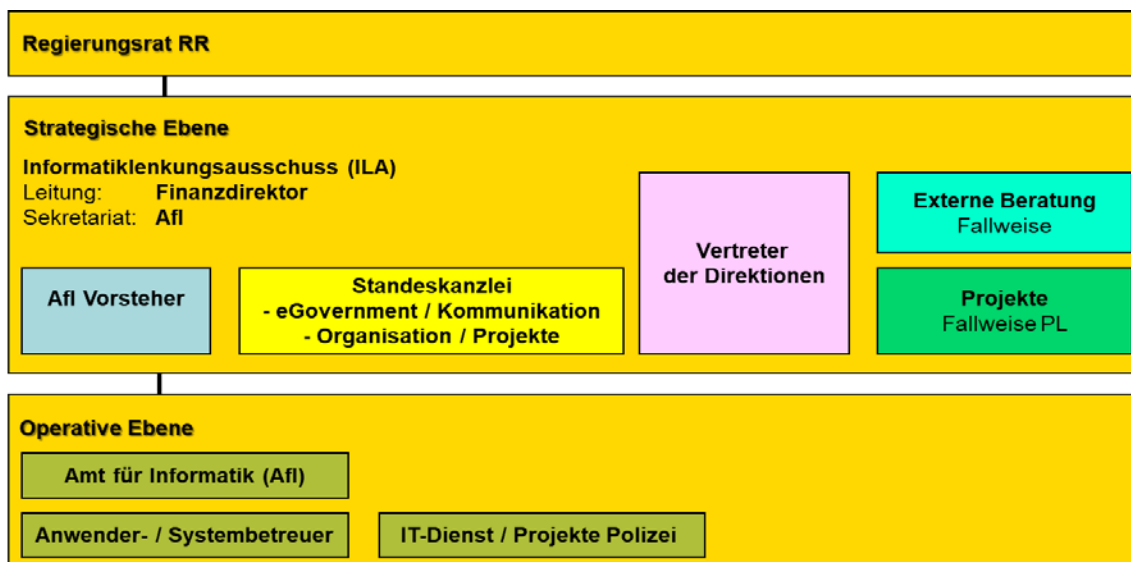 Regierungsrat RR
Strategische Ebene
Informatiklenkungsausschuss (ILA)
Leitung: Finanzdirektor
Sekretariat: AfI
AfI Vorsteher
Standeskanzlei
- eGovernment / Kommunikation
- Organisation / Projekte
Vertreter
der Direktionen
Externe Beratung
Fallweise
Projekte
Fallweise PL
Operative Ebene
Amt für Informatik (AfI)
Anwender- / Systembetreuer
IT-Dienst / Projekte Polizei